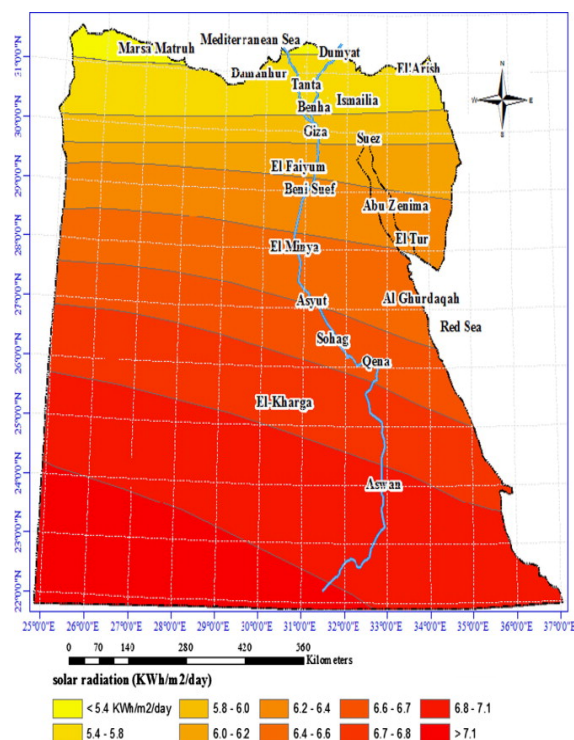 Mediterranean Sea
Marsa Matruh
Dumyat
Damanhur
El'Arish
Tanta
Benha
Ismailia
Giza
Suez
El Faiyum
Beni Suef
Abu Zenima
El Tur
El Minya
Asyut
Al Ghurdaqah
Red Sea
Sohag
Qena
El-Kharga
Aswan
N
W
E
S
31°0'0"N
30°0'0"N
29°0'0"N
28°0'0"N
27°0'0"N
26°0'0"N
25°0'0"N
24°0'0"N
23°0'0"N
22°0'0"N
25°0'0"E 26°0'0"E 27°0'0"E 28°0'0"E 29°0'0"E 30°0'0"E 31°0'0"E 32°0'0"E 33°0'0"E 34°0'0"E 35°0'0"E 36°0'0"E 37°0'0"E
0 70 140 280 420 560
Kilometers
solar radiation (KWh/m2/day)
< 5.4 KWh/m2/day 5.8 - 6.0 6.2 - 6.4 6.6 - 6.7 6.8 - 7.1
5.4 - 5.8 6.0 - 6.2 6.4 - 6.6 6.7 - 6.8 > 7.1